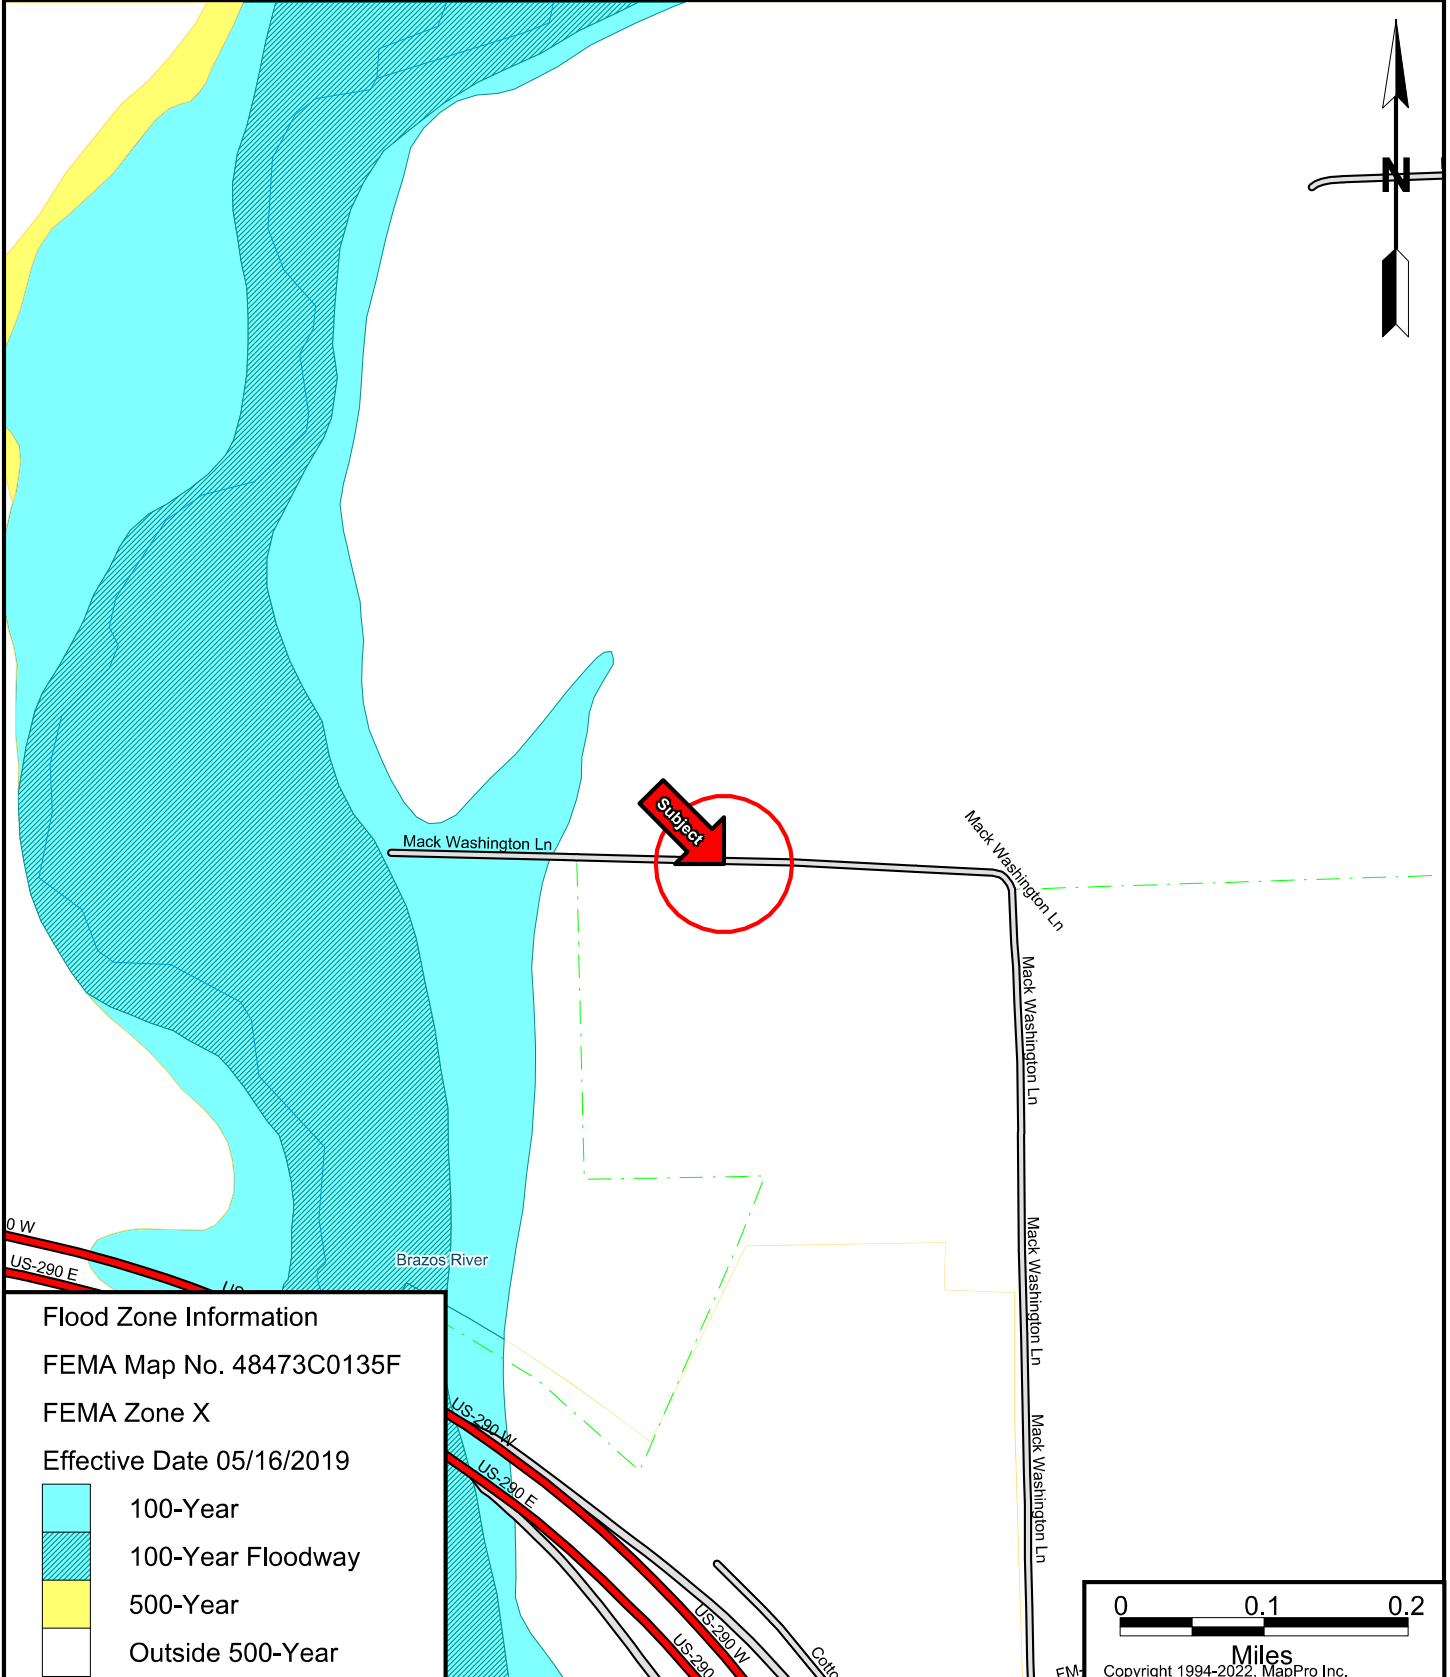 N
Mack Washington Ln
Subject
Mack Washington Ln
Mack Washington Ln
Mack Washington Ln
Mack Washington Ln
Brazos River
0 W
US-290 E
US-290 W
US-290 E
US-290 W
US-290
Flood Zone Information
FEMA Map No. 48473C0135F
FEMA Zone X
Effective Date 05/16/2019
100-Year
100-Year Floodway
500-Year
Outside 500-Year
0 0.1 0.2
Miles
Copyright 1994-2022. MapPro Inc.